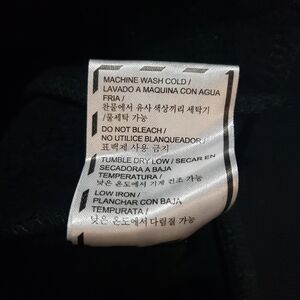 MACHINE WASH COLD /
LAVADO A MAQUINA CON AGUA
FRIA /
찬물에서 유사 색상끼리 세탁기
/물세탁 가능
DO NOT BLEACH /
NO UTILICE BLANQUEADOR /
표백제 사용 금지
TUMBLE DRY LOW / SECAR EN
SECADORA A BAJA
TEMPERATURA /
낮은 온도에서 기계 건조 가능
LOW IRON /
PLANCHAR CON BAJA
TEMPURATA /
낮은 온도에서 다림질 가능